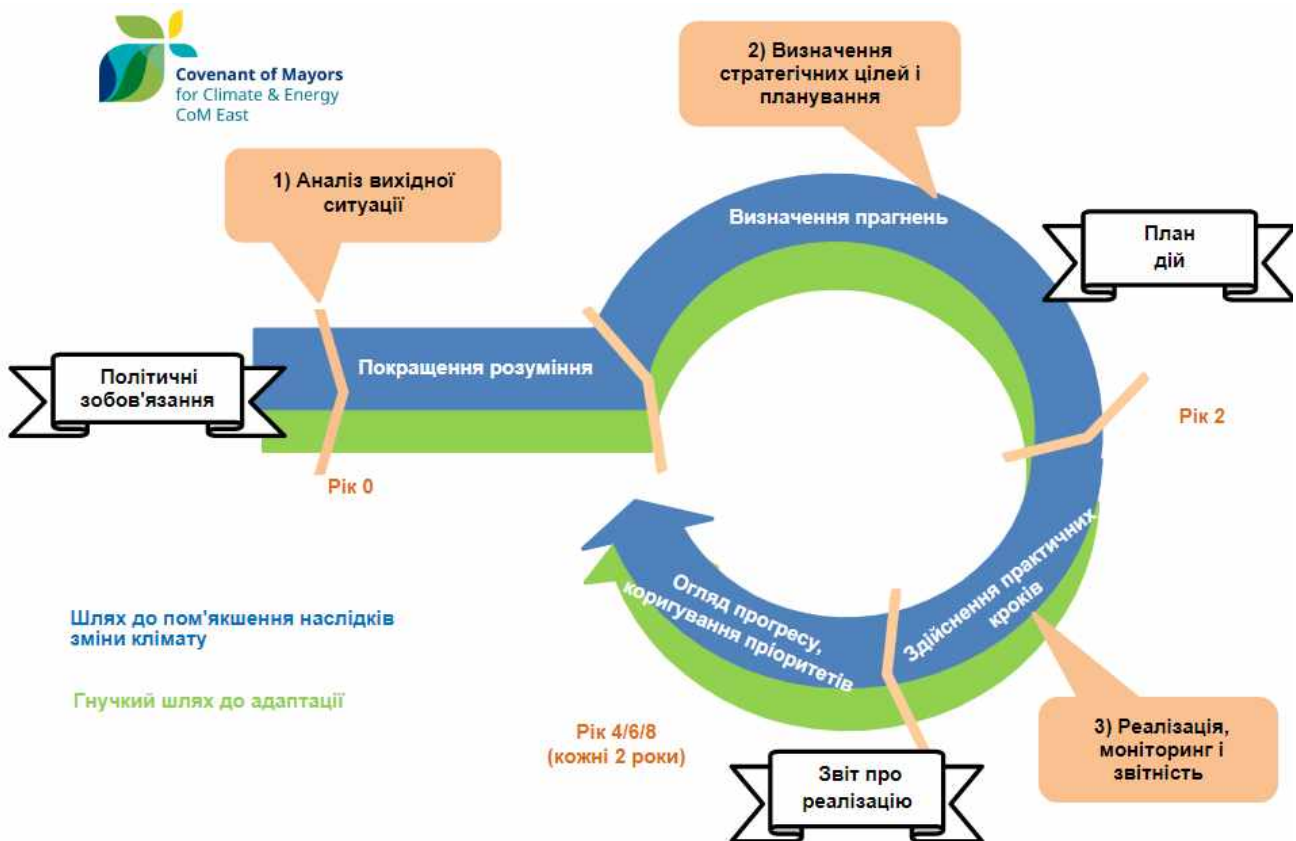 Covenant of Mayors
for Climate & Energy
CoM East
2) Визначення
стратегічних цілей і
планування
1) Аналіз вихідної
ситуації
Визначення прагнень
План
дій
Покращення розуміння
Політичні
зобов'язання
Рік 2
Рік 0
Здійснення практичних
кроків
Огляд прогресу,
коригування пріоритетів
Шлях до пом'якшення наслідків
зміни клімату
Гнучкий шлях до адаптації
Рік 4/6/8
(кожні 2 роки)
3) Реалізація,
моніторинг і
звітність
Звіт про
реалізацію